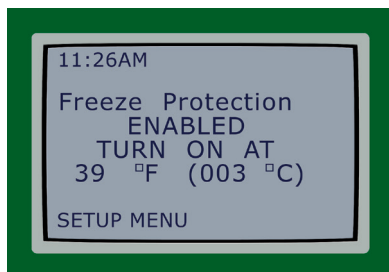 11:26AM
Freeze Protection
ENABLED
TURN ON AT
39 °F (003 °C)
SETUP MENU